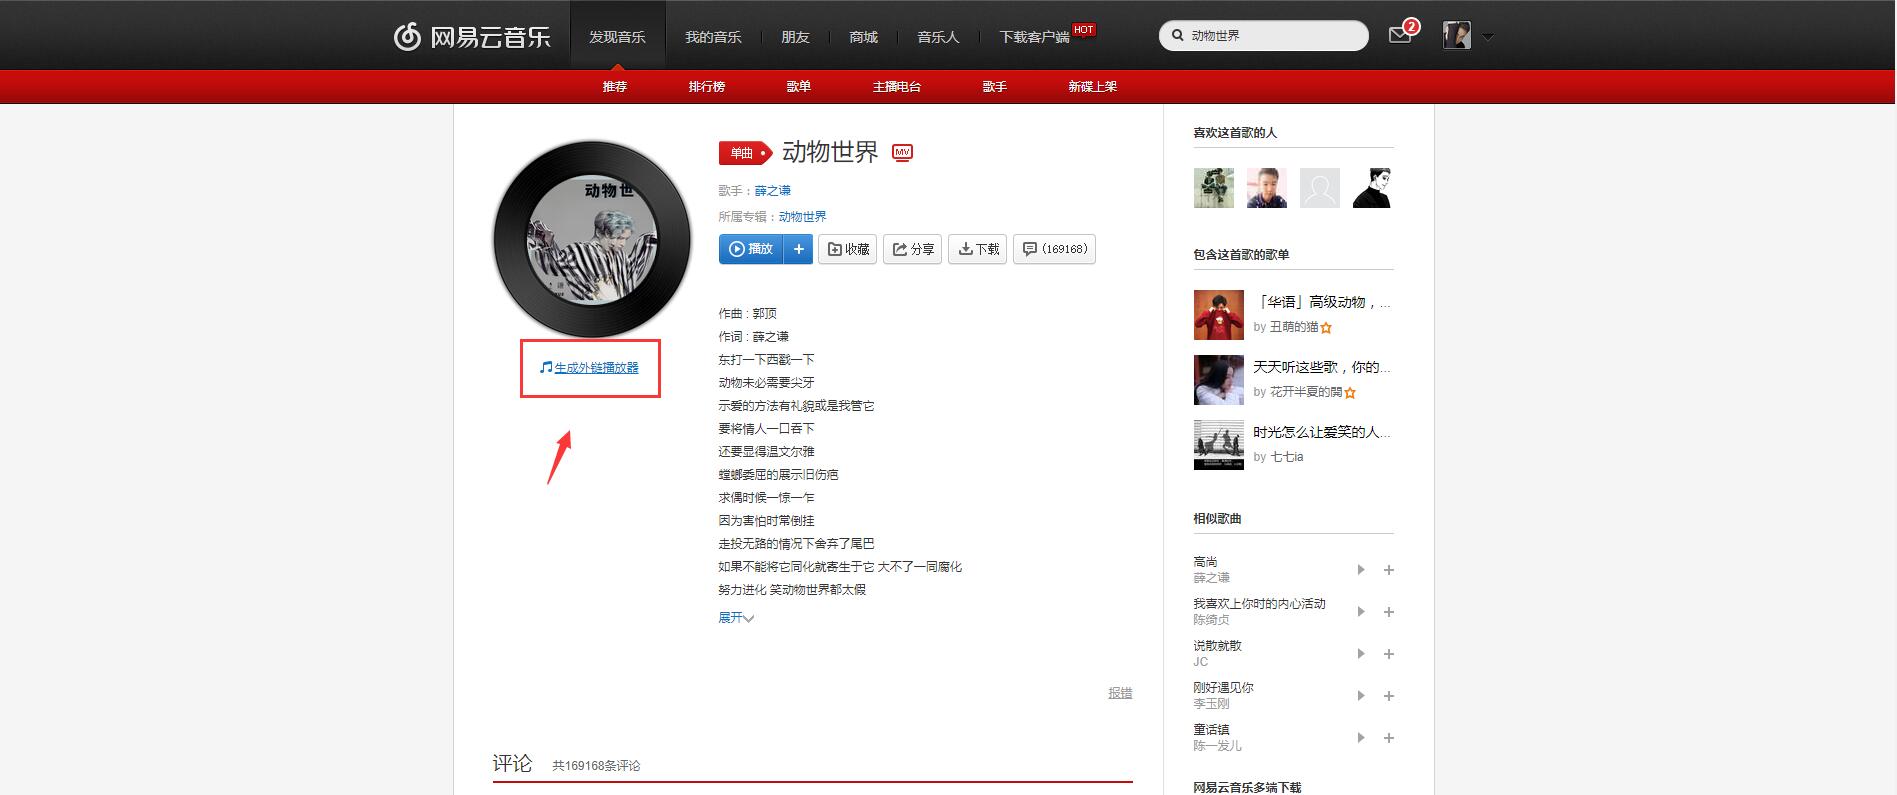 网易云音乐
发现音乐
我的音乐
朋友
商城
音乐人
下载客户端
HOT
动物世界
2
推荐
排行榜
歌单
主播电台
歌手
新碟上架
动物世
单曲
动物世界
MV
歌手：薛之谦
所属专辑：动物世界
播放
+
收藏
分享
下载
(169168)
生成外链播放器
作曲 : 郭顶
作词 : 薛之谦
东打一下西戳一下
动物未必需要尖牙
示爱的方法有礼貌或是我管它
要将情人一口吞下
还要显得温文尔雅
螳螂委屈的展示旧伤疤
求偶时候一惊一乍
因为害怕时常倒挂
走投无路的情况下舍弃了尾巴
如果不能将它同化就寄生于它 大不了一同腐化
努力进化 笑动物世界都太假
展开
报错
评论
共169168条评论
喜欢这首歌的人
包含这首歌的歌单
「华语」高级动物，...
by 丑萌的猫
天天听这些歌，你的...
by 花开半夏的閧
时光怎么让爱笑的人...
by 七七ia
相似歌曲
高尚
薛之谦
我喜欢上你时的内心活动
陈绮贞
说散就散
JC
刚好遇见你
李玉刚
童话镇
陈一发儿
网易云音乐多端下载